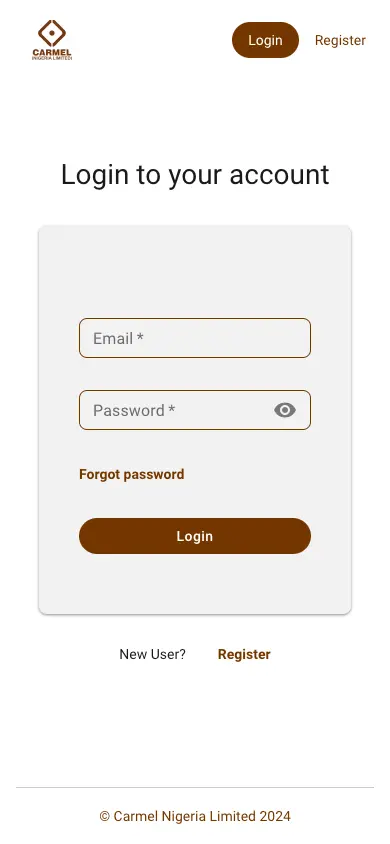 CARMEL
(NIGERIA LIMITED)
Login
Register
Login to your account
Email *
Password *
Forgot password
Login
New User?
Register
© Carmel Nigeria Limited 2024